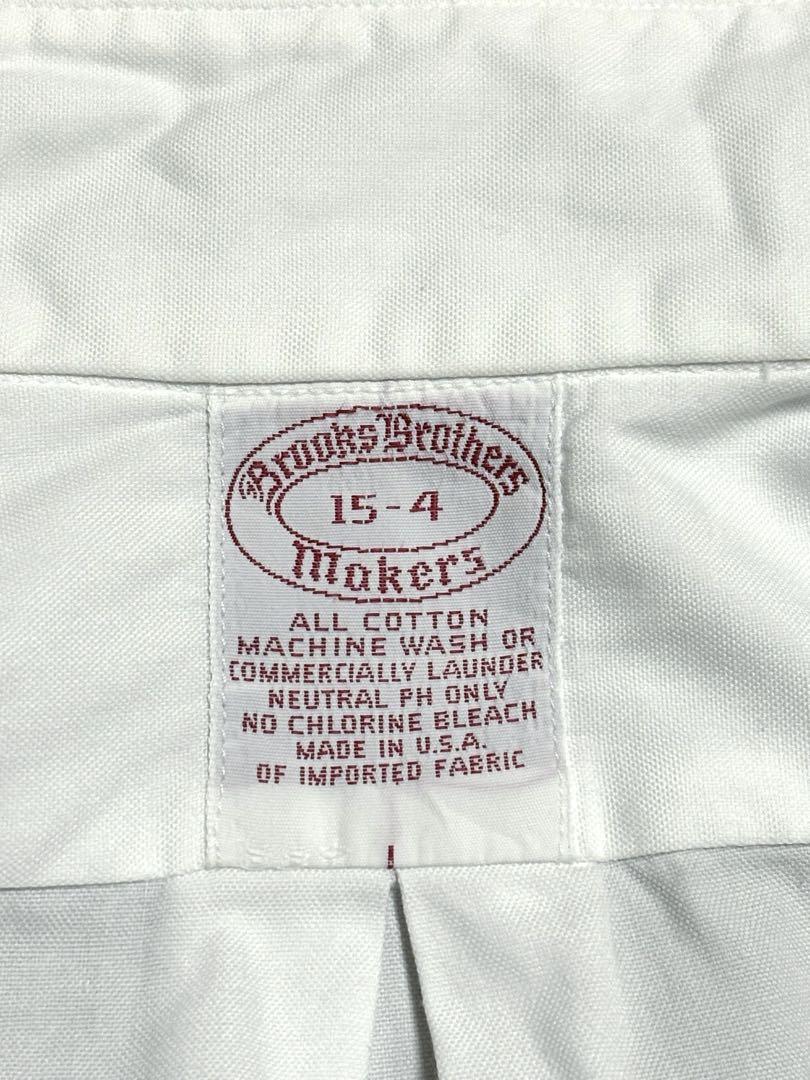 Brooks Brothers
15-4
Makers
ALL COTTON
MACHINE WASH OR
COMMERCIALLY LAUNDER
NEUTRAL PH ONLY
NO CHLORINE BLEACH
MADE IN U.S.A.
OF IMPORTED FABRIC